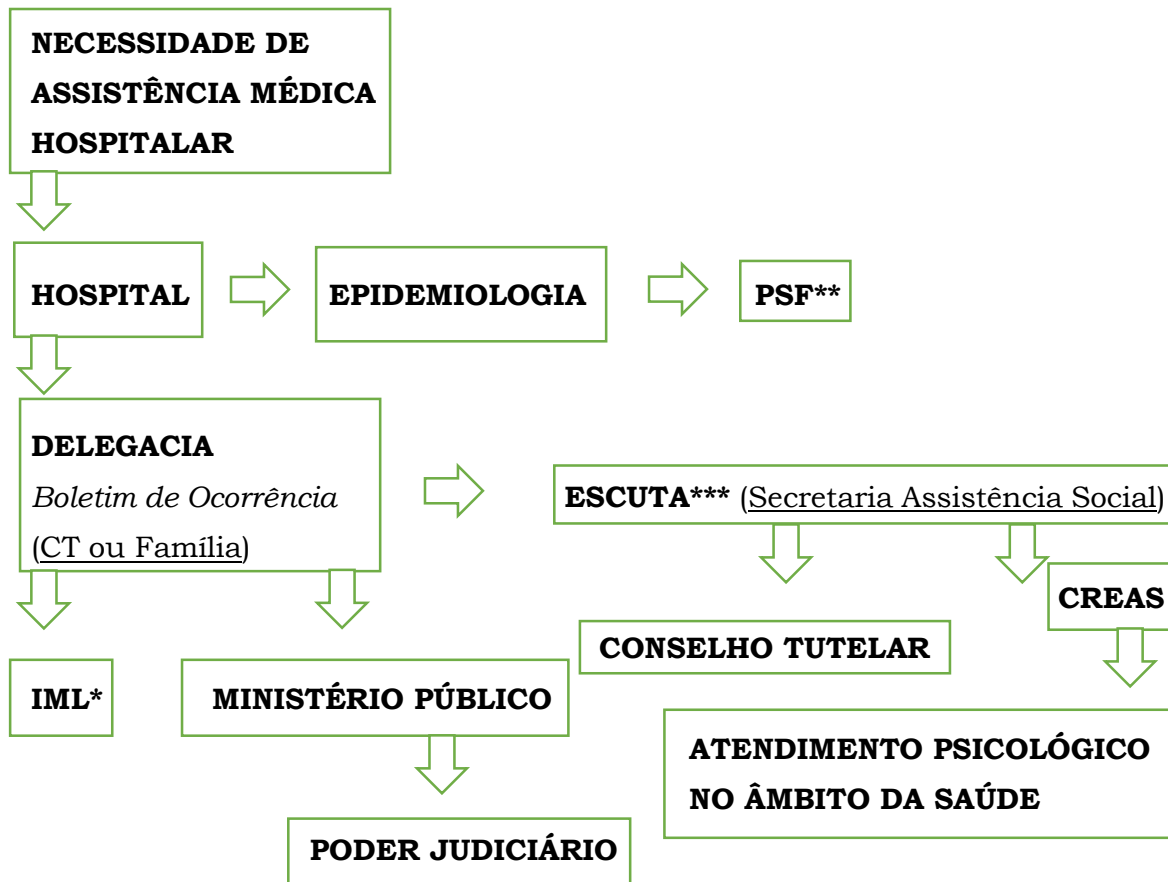 NECESSIDADE DE
ASSISTÊNCIA MÉDICA
HOSPITALAR
HOSPITAL
EPIDEMIOLOGIA
PSF**
DELEGACIA
Boletim de Ocorrência
(CT ou Família)
ESCUTA*** (Secretaria Assistência Social)
CREAS
CONSELHO TUTELAR
IML*
MINISTÉRIO PÚBLICO
ATENDIMENTO PSICOLÓGICO
NO ÂMBITO DA SAÚDE
PODER JUDICIÁRIO